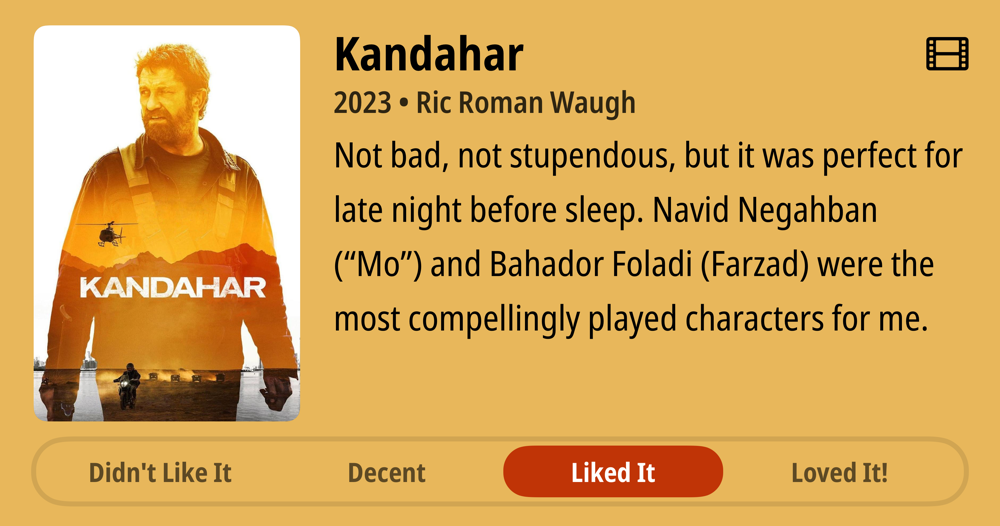 Kandahar
2023 • Ric Roman Waugh
Not bad, not stupendous, but it was perfect for
late night before sleep. Navid Negahban
(“Mo”) and Bahador Foladi (Farzad) were the
most compellingly played characters for me.
KANDAHAR
Didn't Like It
Decent
Liked It
Loved It!